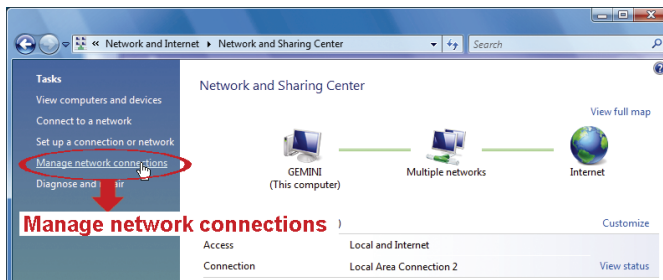 « Network and Internet ▸ Network and Sharing Center
Search
Tasks
View computers and devices
Connect to a network
Set up a connection or network
Manage network connections
Diagnose and
Network and Sharing Center
View full map
GEMINI
(This computer)
Multiple networks
Internet
Manage network connections
)
Customize
Access
Local and Internet
Connection
Local Area Connection 2
View status